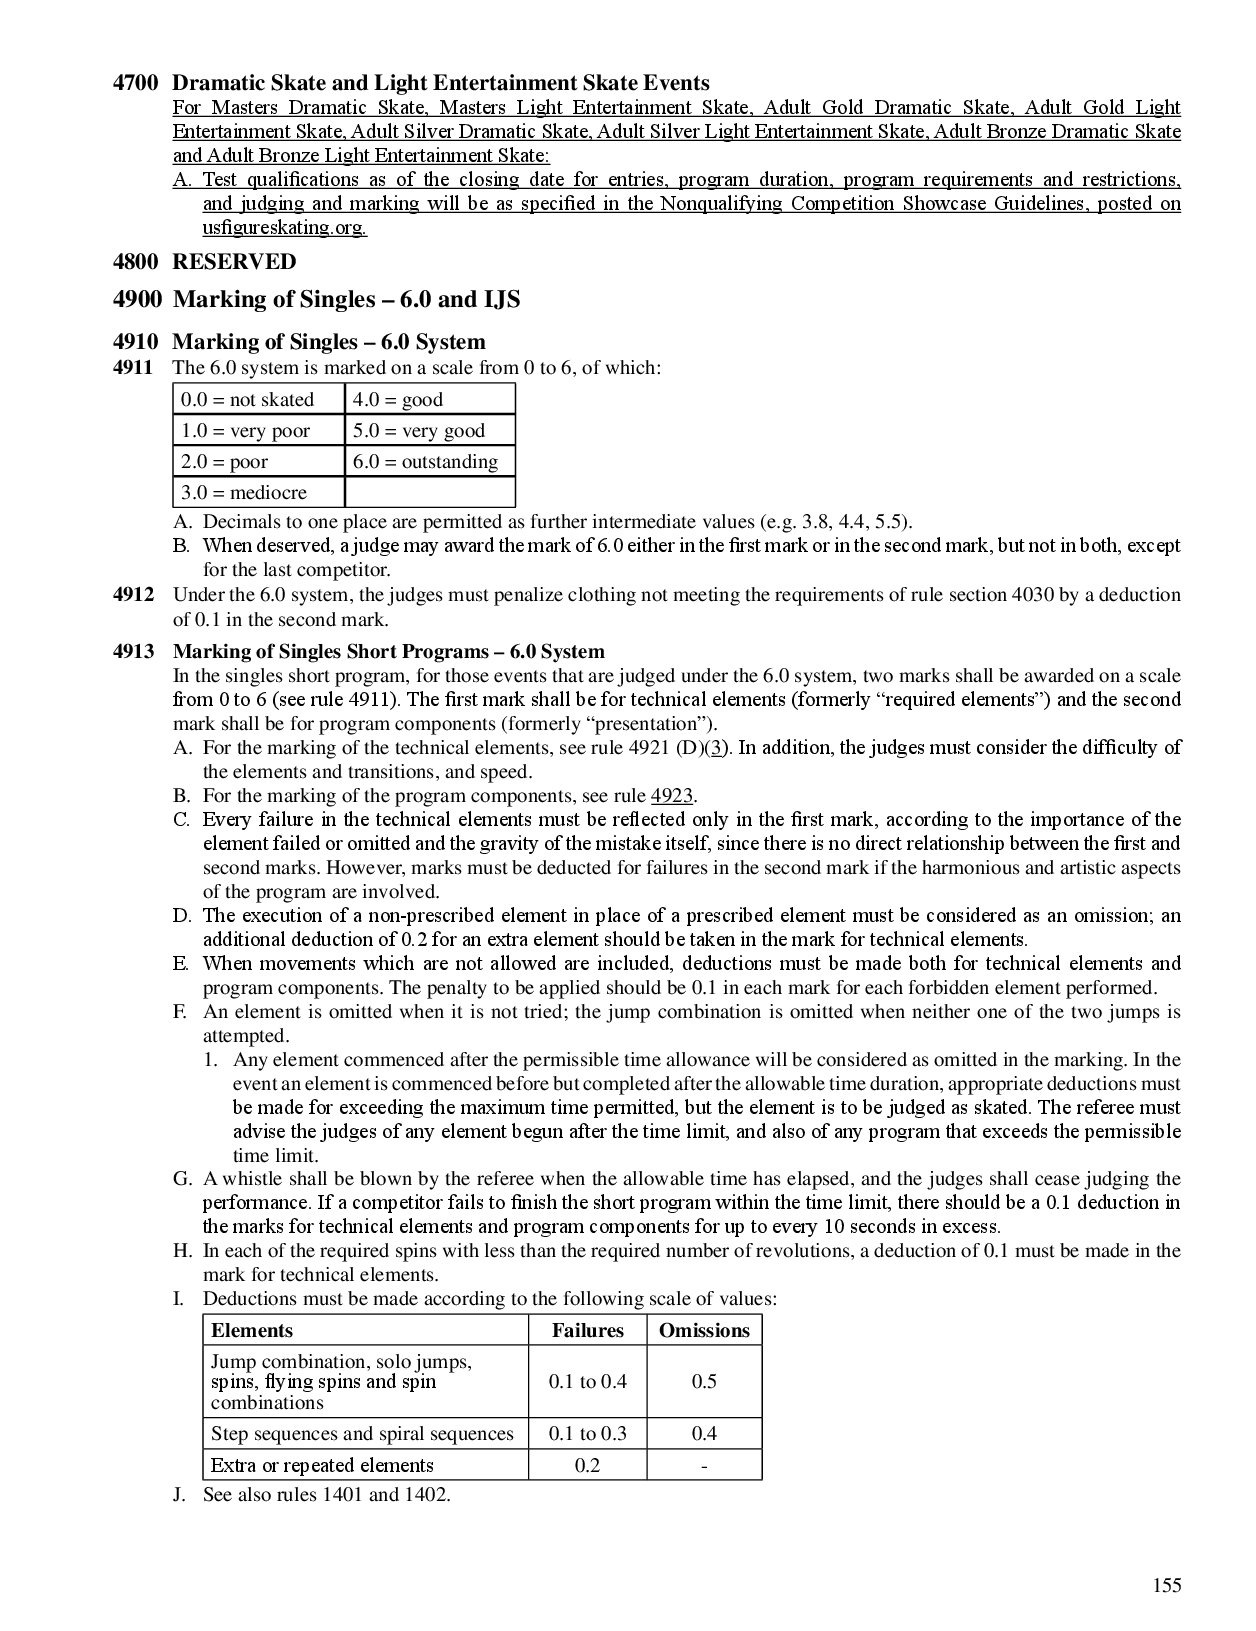 4700 Dramatic Skate and Light Entertainment Skate Events
For Masters Dramatic Skate, Masters Light Entertainment Skate, Adult Gold Dramatic Skate, Adult Gold Light
Entertainment Skate, Adult Silver Dramatic Skate, Adult Silver Light Entertainment Skate, Adult Bronze Dramatic Skate
and Adult Bronze Light Entertainment Skate:
A. Test qualifications as of the closing date for entries, program duration, program requirements and restrictions,
and judging and marking will be as specified in the Nonqualifying Competition Showcase Guidelines, posted on
usfigureskating.org.
4800 RESERVED
4900 Marking of Singles – 6.0 and IJS
4910 Marking of Singles – 6.0 System
4911 The 6.0 system is marked on a scale from 0 to 6, of which:
0.0 = not skated 4.0 = good
1.0 = very poor 5.0 = very good
2.0 = poor 6.0 = outstanding
3.0 = mediocre
A. Decimals to one place are permitted as further intermediate values (e.g. 3.8, 4.4, 5.5).
B. When deserved, a judge may award the mark of 6.0 either in the first mark or in the second mark, but not in both, except
for the last competitor.
4912 Under the 6.0 system, the judges must penalize clothing not meeting the requirements of rule section 4030 by a deduction
of 0.1 in the second mark.
4913 Marking of Singles Short Programs – 6.0 System
In the singles short program, for those events that are judged under the 6.0 system, two marks shall be awarded on a scale
from 0 to 6 (see rule 4911). The first mark shall be for technical elements (formerly “required elements”) and the second
mark shall be for program components (formerly “presentation”).
A. For the marking of the technical elements, see rule 4921 (D)(3). In addition, the judges must consider the difficulty of
the elements and transitions, and speed.
B. For the marking of the program components, see rule 4923.
C. Every failure in the technical elements must be reflected only in the first mark, according to the importance of the
element failed or omitted and the gravity of the mistake itself, since there is no direct relationship between the first and
second marks. However, marks must be deducted for failures in the second mark if the harmonious and artistic aspects
of the program are involved.
D. The execution of a non-prescribed element in place of a prescribed element must be considered as an omission; an
additional deduction of 0.2 for an extra element should be taken in the mark for technical elements.
E. When movements which are not allowed are included, deductions must be made both for technical elements and
program components. The penalty to be applied should be 0.1 in each mark for each forbidden element performed.
F. An element is omitted when it is not tried; the jump combination is omitted when neither one of the two jumps is
attempted.
1. Any element commenced after the permissible time allowance will be considered as omitted in the marking. In the
event an element is commenced before but completed after the allowable time duration, appropriate deductions must
be made for exceeding the maximum time permitted, but the element is to be judged as skated. The referee must
advise the judges of any element begun after the time limit, and also of any program that exceeds the permissible
time limit.
G. A whistle shall be blown by the referee when the allowable time has elapsed, and the judges shall cease judging the
performance. If a competitor fails to finish the short program within the time limit, there should be a 0.1 deduction in
the marks for technical elements and program components for up to every 10 seconds in excess.
H. In each of the required spins with less than the required number of revolutions, a deduction of 0.1 must be made in the
mark for technical elements.
I. Deductions must be made according to the following scale of values:
Elements Failures Omissions
Jump combination, solo jumps,
spins, flying spins and spin 0.1 to 0.4 0.5
combinations
Step sequences and spiral sequences 0.1 to 0.3 0.4
Extra or repeated elements 0.2 -
J. See also rules 1401 and 1402.
155